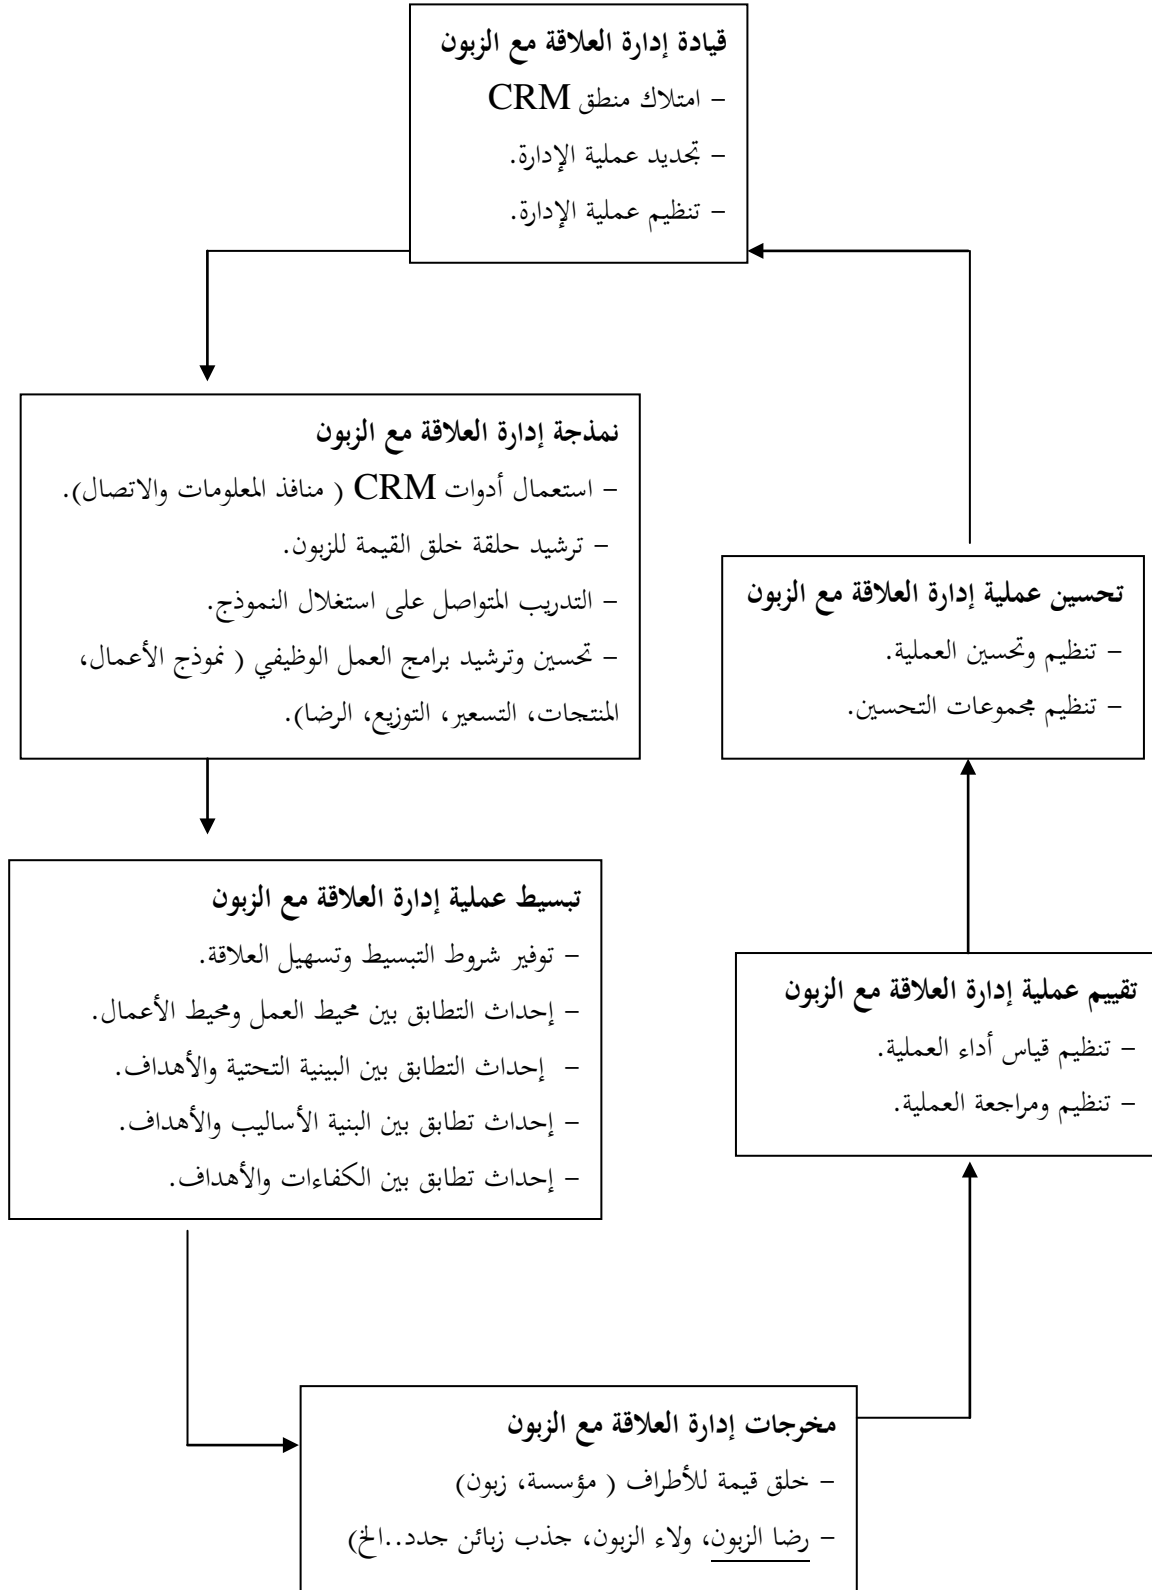 قيادة إدارة العلاقة مع الزبون
- امتلاك منطق CRM
- تحديد عملية الإدارة.
- تنظيم عملية الإدارة.
نمذجة إدارة العلاقة مع الزبون
- استعمال أدوات CRM ( منافذ المعلومات والاتصال).
- ترشيد حلقة خلق القيمة للزبون.
- التدريب المتواصل على استغلال النموذج.
- تحسين وترشيد برامج العمل الوظيفي ( نموذج الأعمال،
المنتجات، التسعير، التوزيع، الرضا).
تبسيط عملية إدارة العلاقة مع الزبون
- توفير شروط التبسيط وتسهيل العلاقة.
- إحداث التطابق بين محيط العمل ومحيط الأعمال.
- إحداث التطابق بين البينية التحتية والأهداف.
- إحداث تطابق بين البنية الأساليب والأهداف.
- إحداث تطابق بين الكفاءات والأهداف.
مخرجات إدارة العلاقة مع الزبون
- خلق قيمة للأطراف ( مؤسسة، زبون)
- رضا الزبون، ولاء الزبون، جذب زبائن جدد..الخ)
تقييم عملية إدارة العلاقة مع الزبون
- تنظيم قياس أداء العملية.
- تنظيم ومراجعة العملية.
تحسين عملية إدارة العلاقة مع الزبون
- تنظيم وتحسين العملية.
- تنظيم مجموعات التحسين.